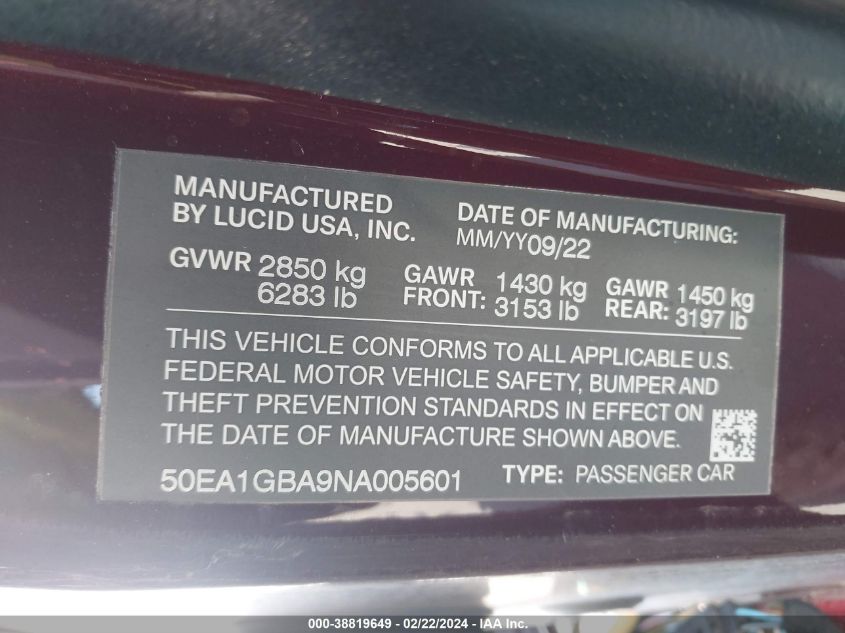 MANUFACTURED
BY LUCID USA, INC.
DATE OF MANUFACTURING:
MM/YY09/22
GVWR 2850 kg
6283 lb
GAWR 1430 kg
FRONT: 3153 lb
GAWR 1450 kg
REAR: 3197 lb
THIS VEHICLE CONFORMS TO ALL APPLICABLE U.S.
FEDERAL MOTOR VEHICLE SAFETY, BUMPER AND
THEFT PREVENTION STANDARDS IN EFFECT ON
THE DATE OF MANUFACTURE SHOWN ABOVE.
50EA1GBA9NA005601
TYPE: PASSENGER CAR
000-38819649 - 02/22/2024 - IAA Inc.